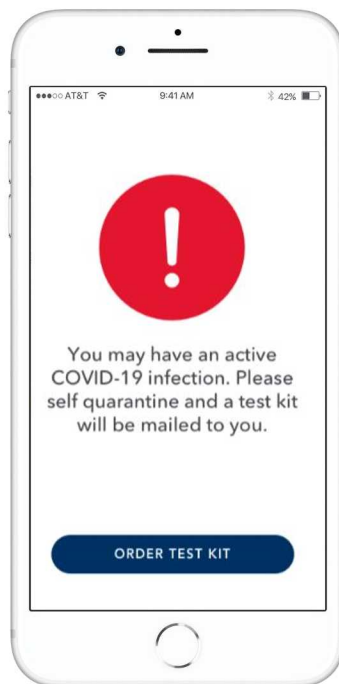 ●●●○○ AT&T 9:41 AM 42%
You may have an active
COVID-19 infection. Please
self quarantine and a test kit
will be mailed to you.
ORDER TEST KIT